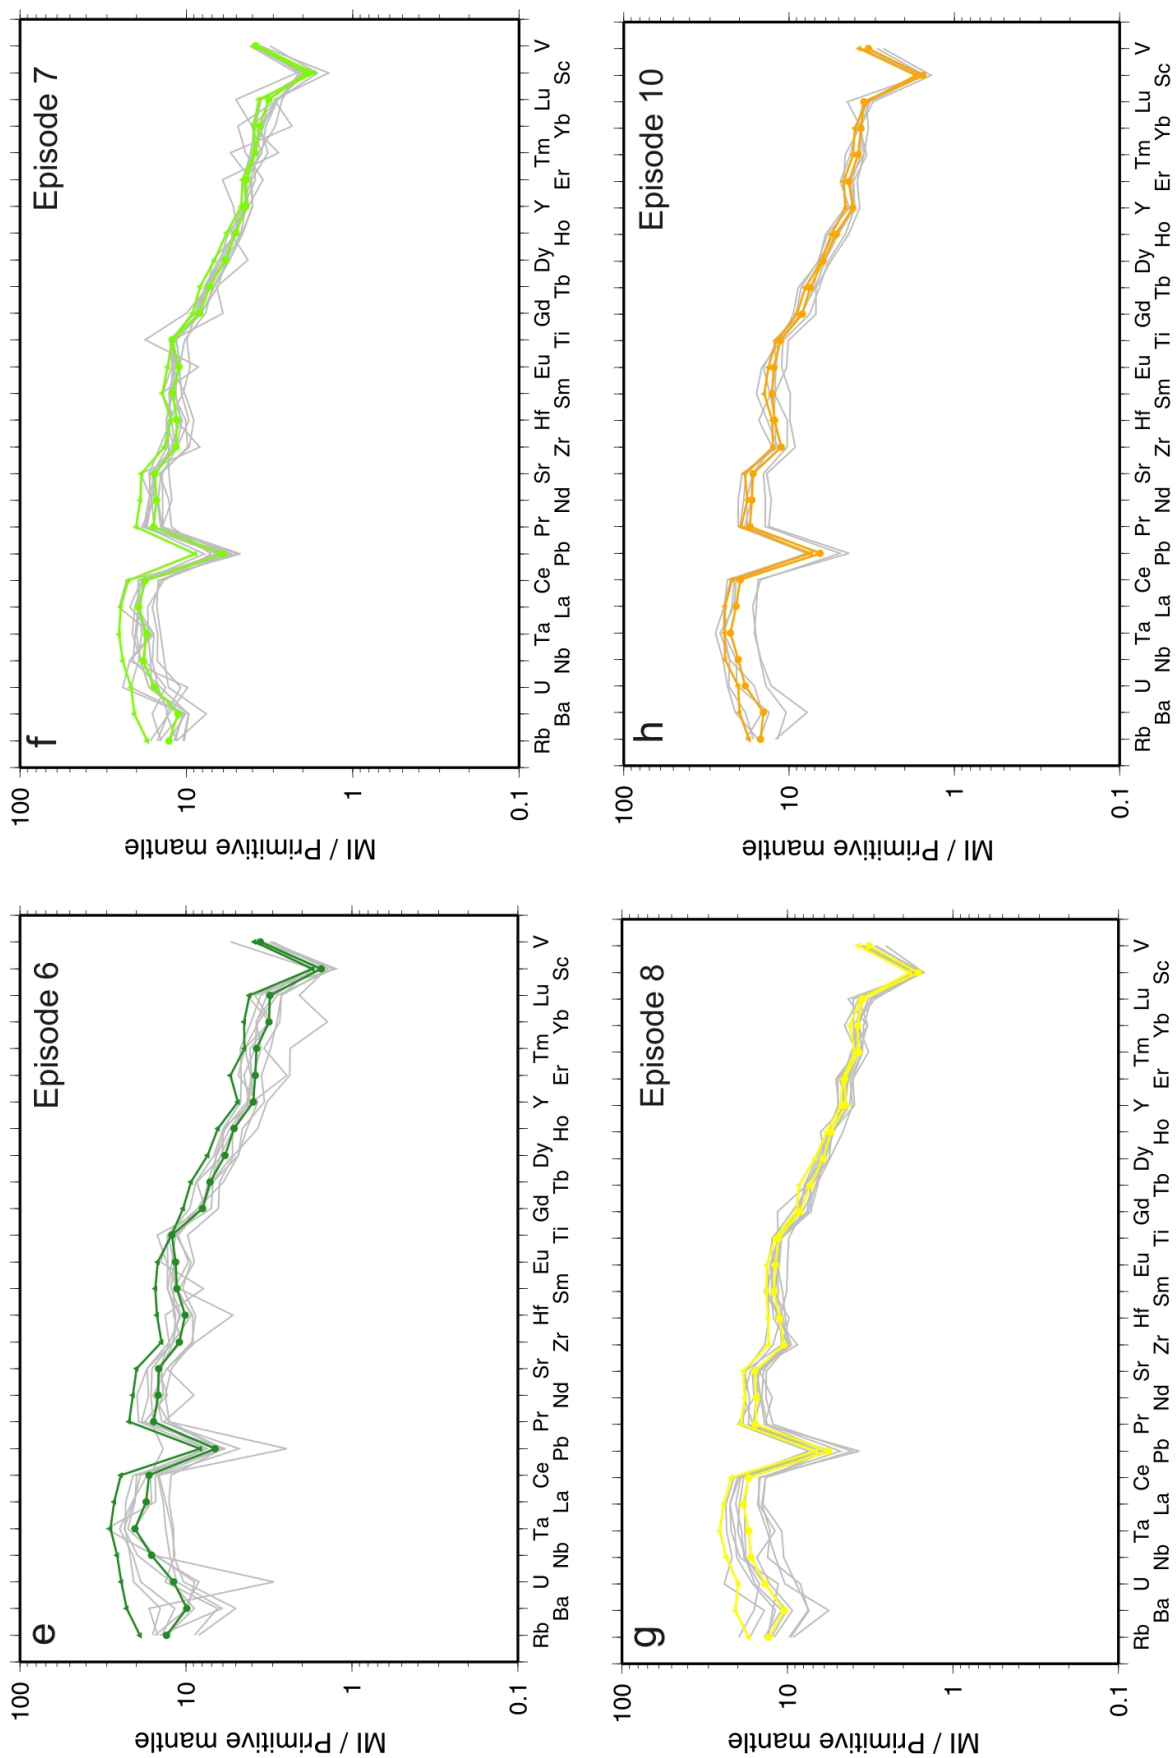 e
Episode 6
MI / Primitive mantle
100
10
1
0.1
Rb Ba U Nb Ta La Ce Pb Pr Nd Sr Zr Hf Sm Eu Ti Gd Tb Dy Ho Y Er Tm Yb Lu Sc V
f
Episode 7
MI / Primitive mantle
100
10
1
0.1
Rb Ba U Nb Ta La Ce Pb Pr Nd Sr Zr Hf Sm Eu Ti Gd Tb Dy Ho Y Er Tm Yb Lu Sc V
g
Episode 8
MI / Primitive mantle
100
10
1
0.1
Rb Ba U Nb Ta La Ce Pb Pr Nd Sr Zr Hf Sm Eu Ti Gd Tb Dy Ho Y Er Tm Yb Lu Sc V
h
Episode 10
MI / Primitive mantle
100
10
1
0.1
Rb Ba U Nb Ta La Ce Pb Pr Nd Sr Zr Hf Sm Eu Ti Gd Tb Dy Ho Y Er Tm Yb Lu Sc V